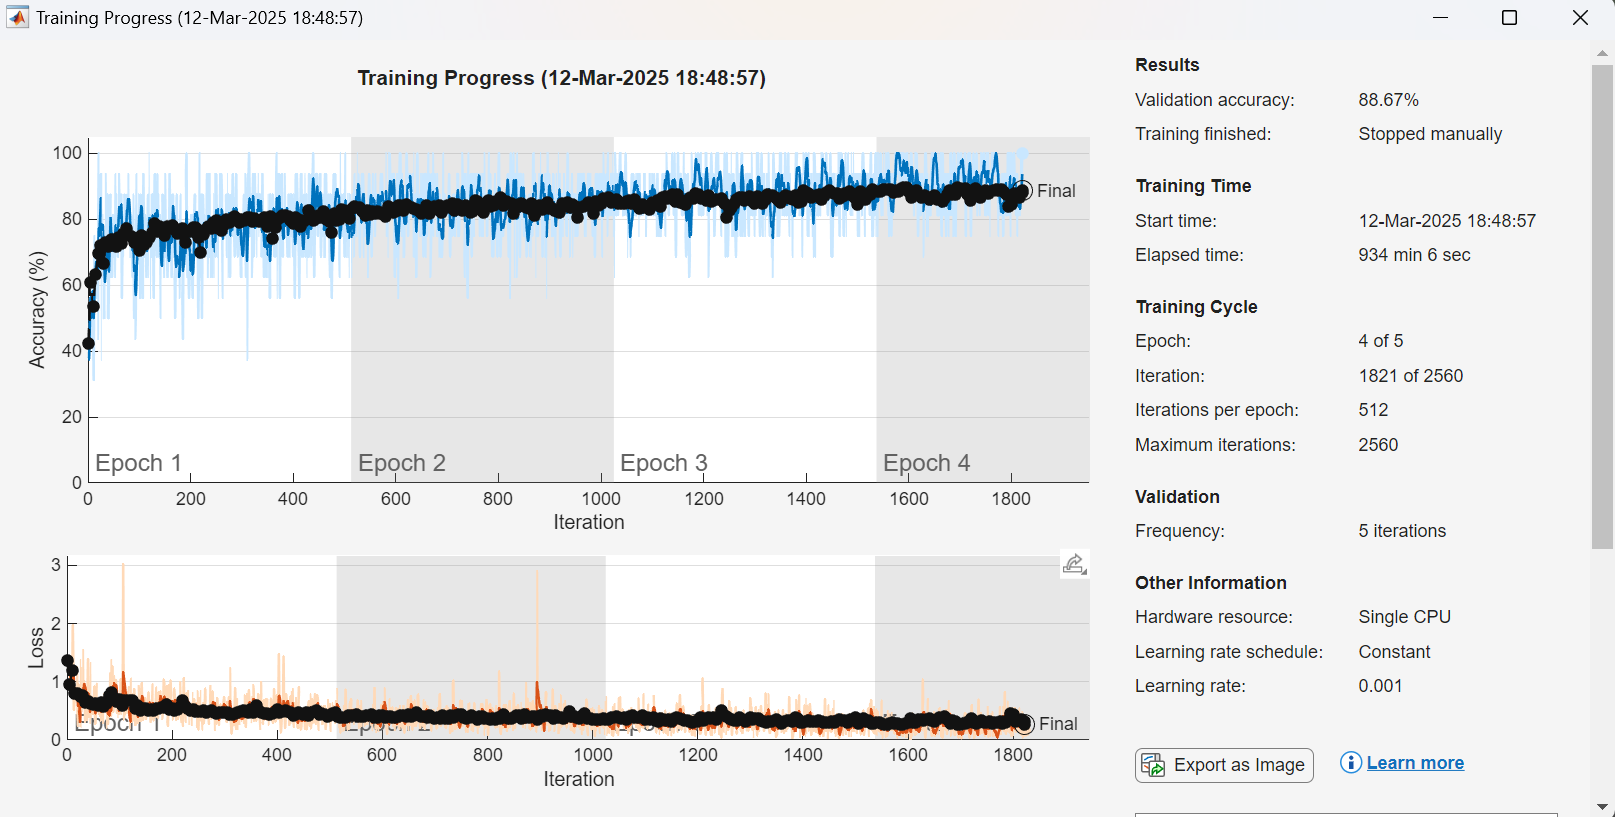 Training Progress (12-Mar-2025 18:48:57)
Training Progress (12-Mar-2025 18:48:57)
100
80
60
40
20
0
Accuracy (%)
Final
Epoch 1
Epoch 2
Epoch 3
Epoch 4
0 200 400 600 800 1000 1200 1400 1600 1800
Iteration
3
2
1
0
Loss
Final
Epoch 1
Epoch 2
0 200 400 600 800 1000 1200 1400 1600 1800
Iteration
Results
Validation accuracy: 88.67%
Training finished: Stopped manually
Training Time
Start time: 12-Mar-2025 18:48:57
Elapsed time: 934 min 6 sec
Training Cycle
Epoch: 4 of 5
Iteration: 1821 of 2560
Iterations per epoch: 512
Maximum iterations: 2560
Validation
Frequency: 5 iterations
Other Information
Hardware resource: Single CPU
Learning rate schedule: Constant
Learning rate: 0.001
Export as Image
Learn more